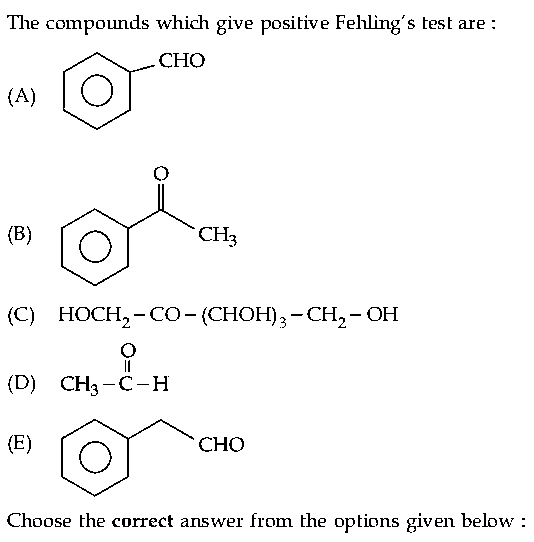 The compounds which give positive Fehling's test are :
(A) CHO
(B) O CH₃
(C) HOCH₂ – CO – (CHOH)₃ – CH₂ – OH
O
(D) CH₃ – C – H
(E) CHO
Choose the correct answer from the options given below :